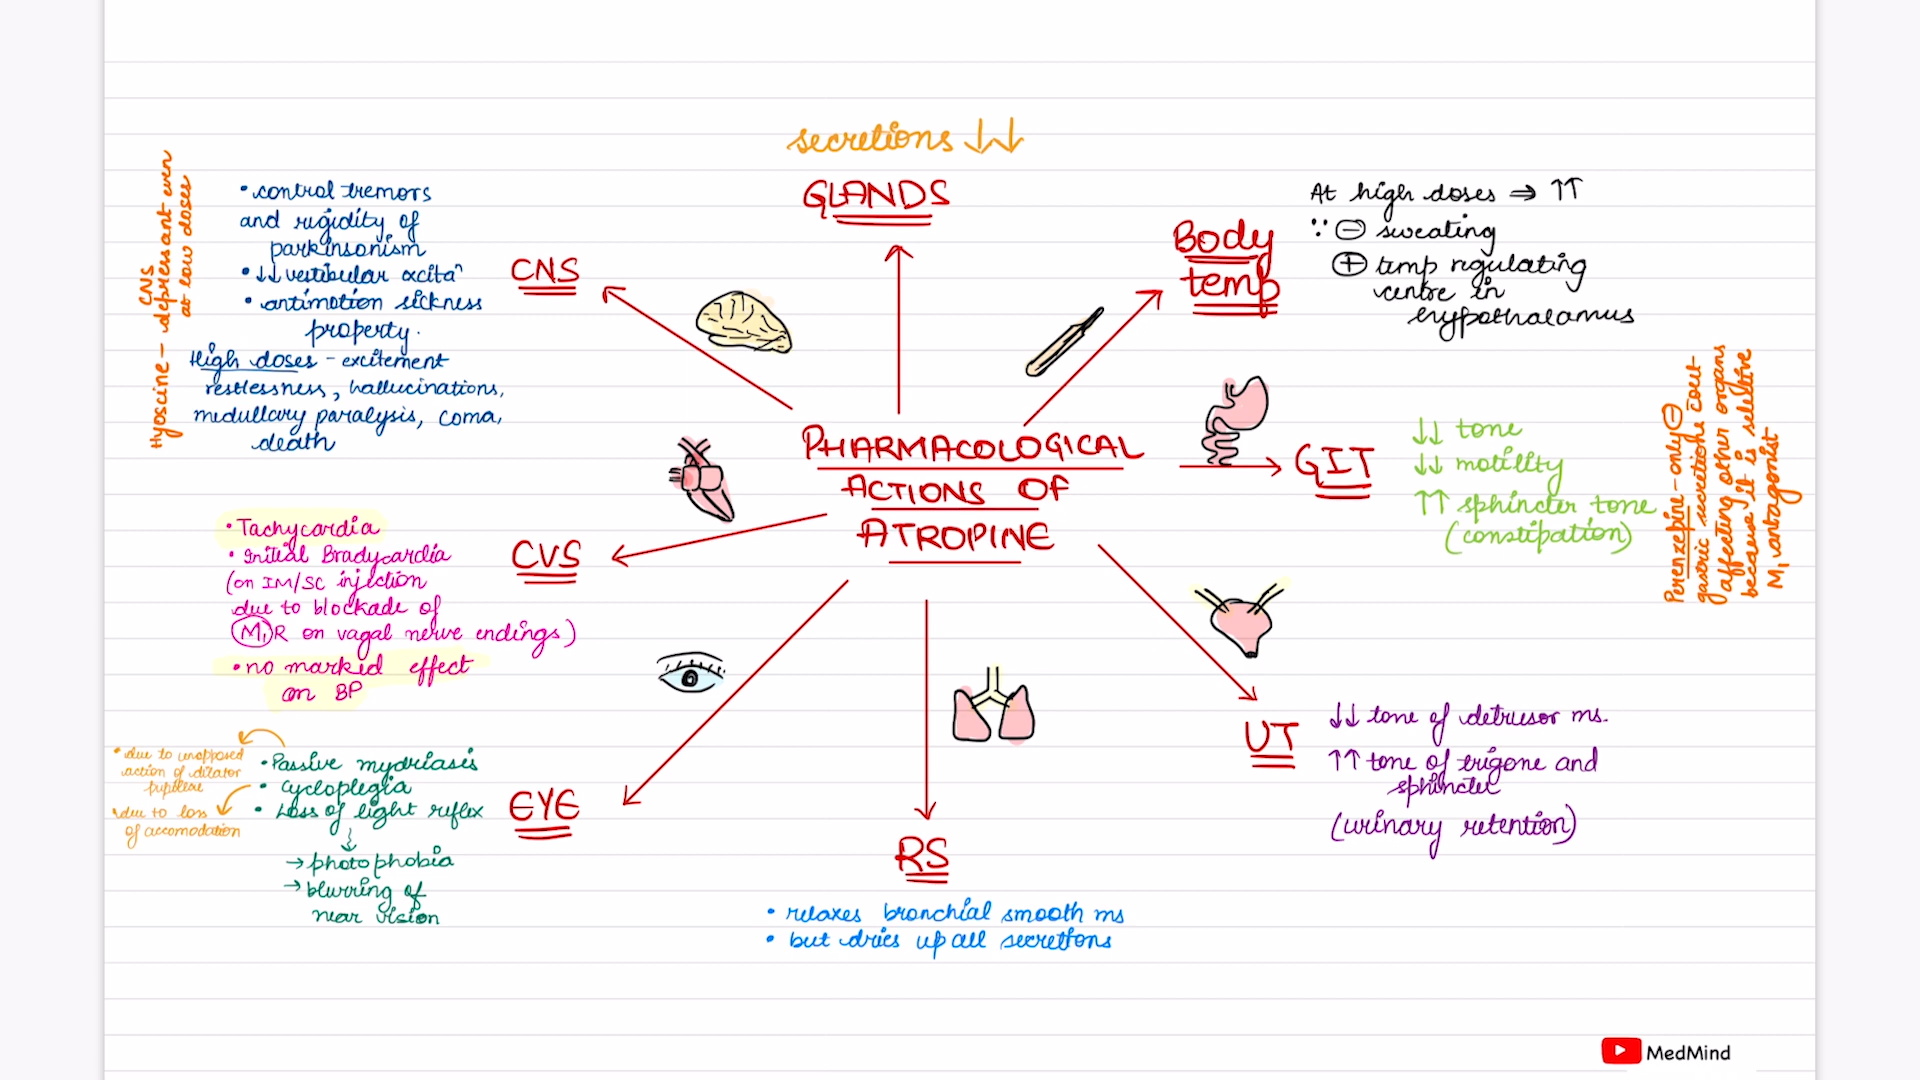 secretions ↓↓
GLANDS
PHARMACOLOGICAL
ACTIONS OF
ATROPINE
CNS
• control tremors
and rigidity of
parkinsonism
• ↓↓ vestibular excitaⁿ
• antimotion sickness
property.
High doses - excitement
restlessness, hallucinations,
medullary paralysis, coma,
death
Hyoscine - CNS depressant even
at low doses
Body
temp
At high doses ⇒ ↑↑
∵ ⊖ sweating
⊕ temp regulating
centre in
hypothalamus
GIT
↓↓ tone
↓↓ motility
↑↑ sphincter tone
(constipation)
Perenzepine - only ⊖
gastric secretions cout
affecting other organs
because it is selective
M₁ antagonist
CVS
• Tachycardia
• Initial Bradycardia
(on IM/SC injection
due to blockade of
M₁R on vagal nerve endings)
• no marked effect
on BP
EYE
• Passive mydriasis
• cycloplegia
• Loss of light reflex
→ photophobia
→ blurring of
near vision
• due to unopposed
action of dilator
pupillae
• due to loss
of accomodation
RS
• relaxes bronchial smooth ms
• but dries up all secretions
UT
↓↓ tone of detrusor ms.
↑↑ tone of trigone and
sphincter
(urinary retention)
MedMind